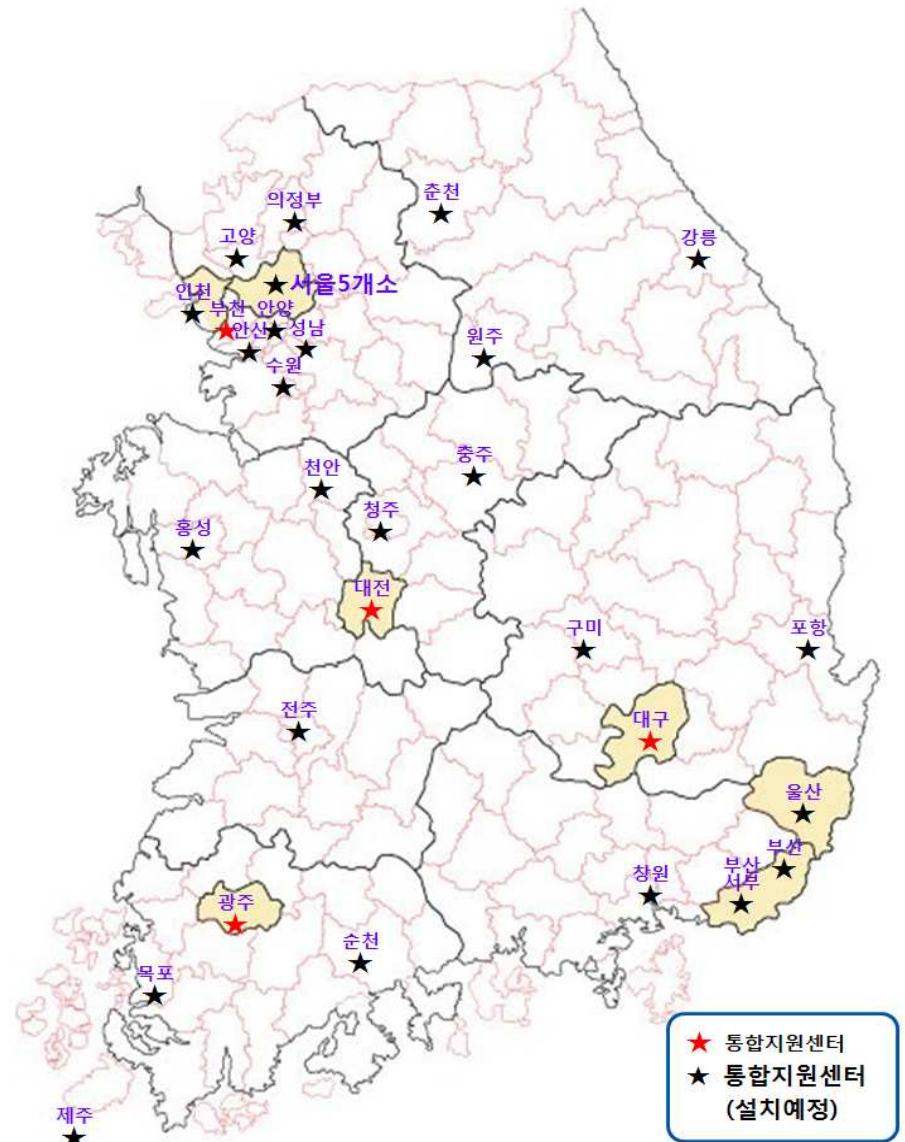 춘천
의정부
강릉
고양
서울5개소
인천
부천
안양
안산
성남
원주
수원
천안
충주
청주
홍성
대전
구미
포항
전주
대구
울산
부산
부산
서부
창원
광주
순천
목포
제주
통합지원센터
통합지원센터
(설치예정)